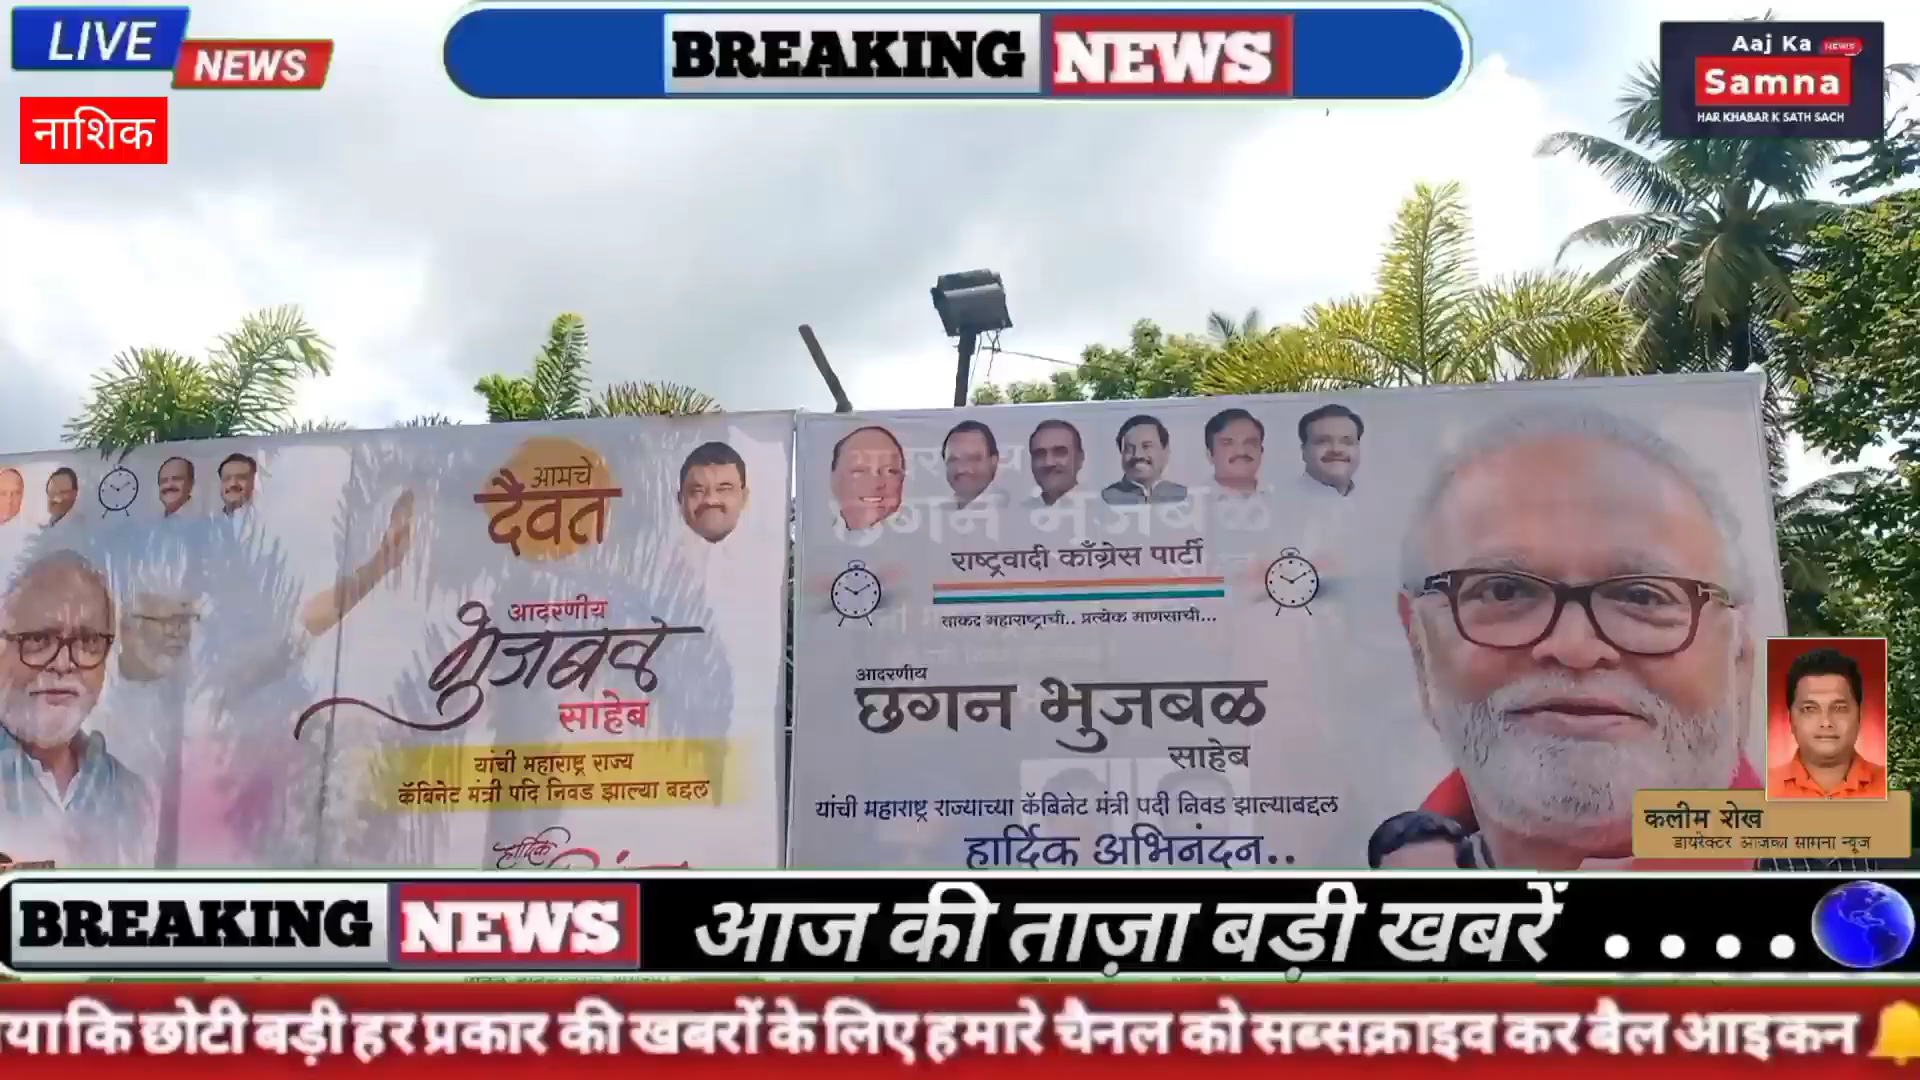 LIVE
NEWS
BREAKING NEWS
Aaj Ka NEWS
Samna
HAR KHABAR K SATH SACH
नाशिक
आमचे
दैवत
आदरणीय
भुजबळ
साहेब
यांची महाराष्ट्र राज्य
कॅबिनेट मंत्री पदि निवड झाल्या बद्दल
हार्दिक
राष्ट्रवादी काँग्रेस पार्टी
ताकद महाराष्ट्राची.. प्रत्येक माणसाची...
आदरणीय
छगन भुजबळ
साहेब
यांची महाराष्ट्र राज्याच्या कॅबिनेट मंत्री पदी निवड झाल्याबद्दल
हार्दिक अभिनंदन..
कलीम शेख
डायरेक्टर आजका सामना न्यूज
BREAKING NEWS आज की ताज़ा बड़ी खबरें ....
या कि छोटी बड़ी हर प्रकार की खबरों के लिए हमारे चैनल को सब्सक्राइव कर बैल आइकन